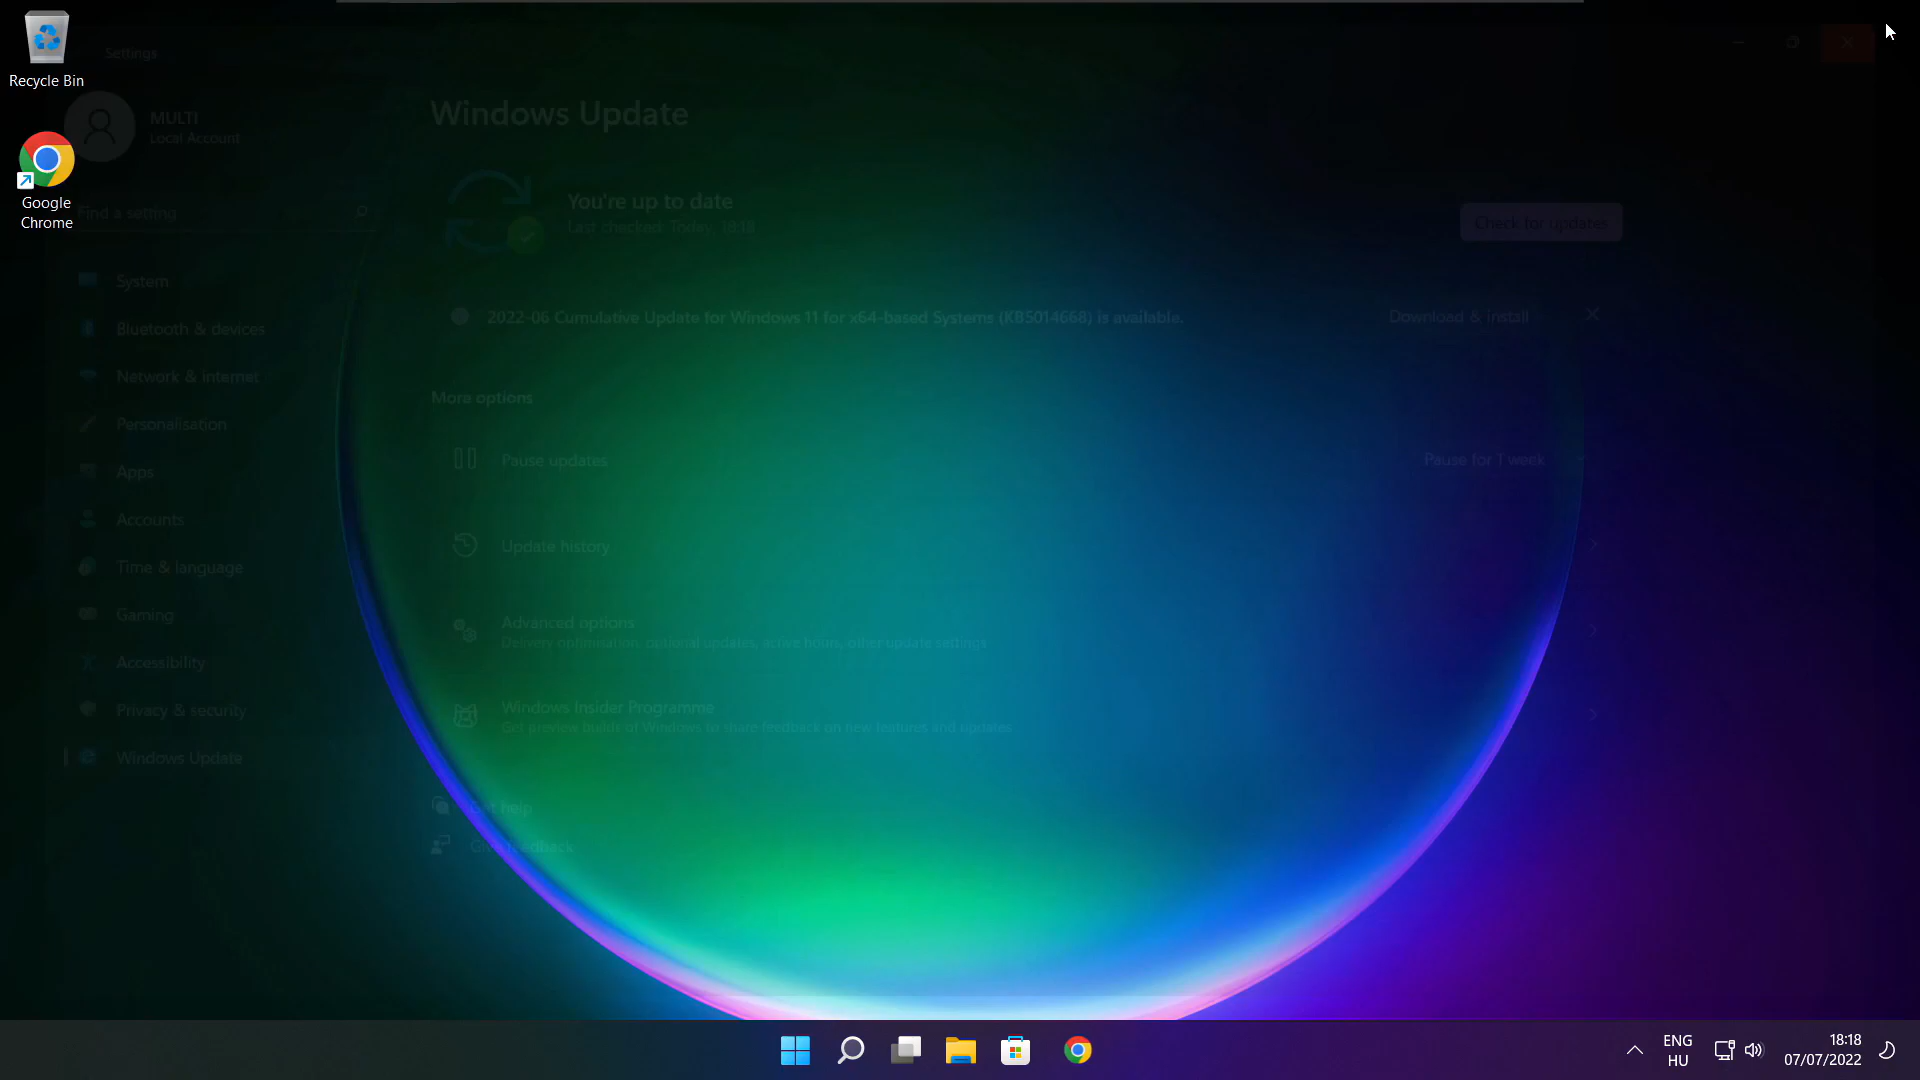 Recycle Bin
Google
Chrome
Settings
MULTI
Local Account
Find a setting
System
Bluetooth & devices
Network & internet
Personalisation
Apps
Accounts
Time & language
Gaming
Accessibility
Privacy & security
Windows Update
Windows Update
You're up to date
Last checked: Today, 18:18
Check for updates
2022-06 Cumulative Update for Windows 11 for x64-based Systems (KB5014668) is available.
Download & install
More options
Pause updates
Pause for 1 week
Update history
Advanced options
Delivery optimisation, optional updates, active hours, other update settings
Windows Insider Programme
Get preview builds of Windows to share feedback on new features and updates
Get help
Give feedback
ENG
HU
18:18
07/07/2022